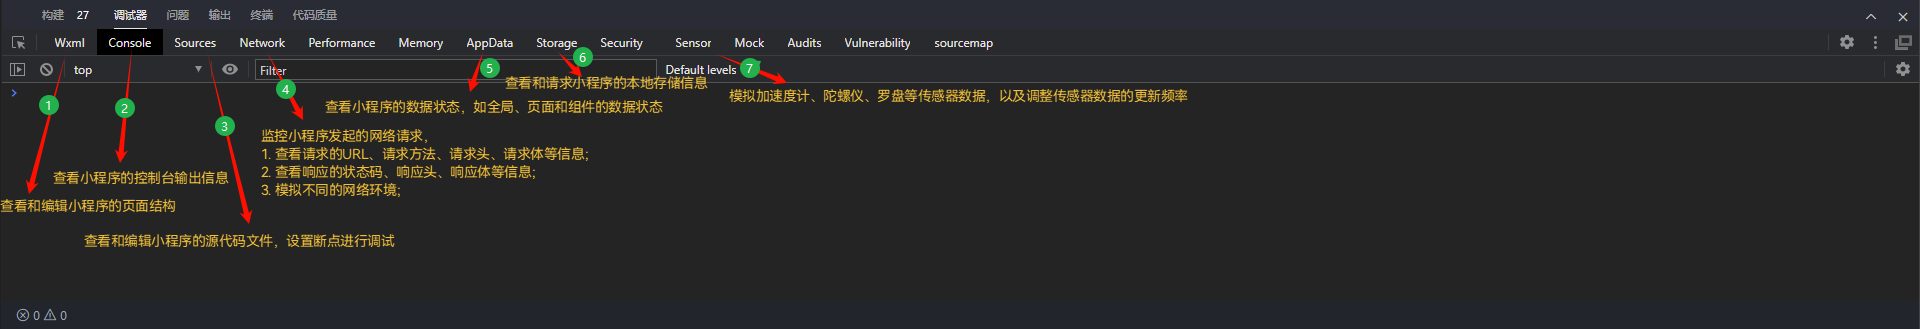 构建 27 调试器 问题 输出 终端 代码质量
Wxml Console Sources Network Performance Memory AppData Storage Security Sensor Mock Audits Vulnerability sourcemap
top Filter Default levels
1
2
3
4
5
6
7
查看和请求小程序的本地存储信息
模拟加速度计、陀螺仪、罗盘等传感器数据，以及调整传感器数据的更新频率
查看小程序的数据状态，如全局、页面和组件的数据状态
监控小程序发起的网络请求，
1. 查看请求的URL、请求方法、请求头、请求体等信息;
2. 查看响应的状态码、响应头、响应体等信息;
3. 模拟不同的网络环境;
查看小程序的控制台输出信息
查看和编辑小程序的页面结构
查看和编辑小程序的源代码文件，设置断点进行调试
0 0